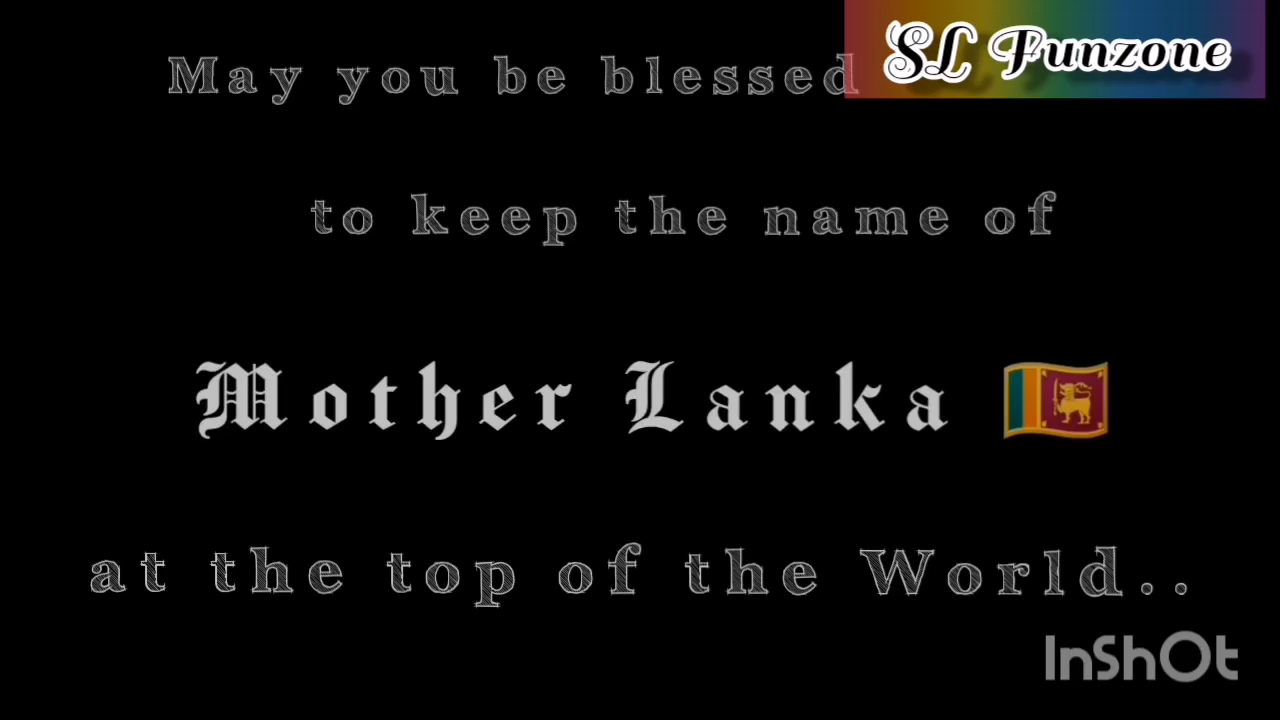 SL Funzone
May you be blessed
to keep the name of
Mother Lanka 🇱🇰
at the top of the World..
InShOt